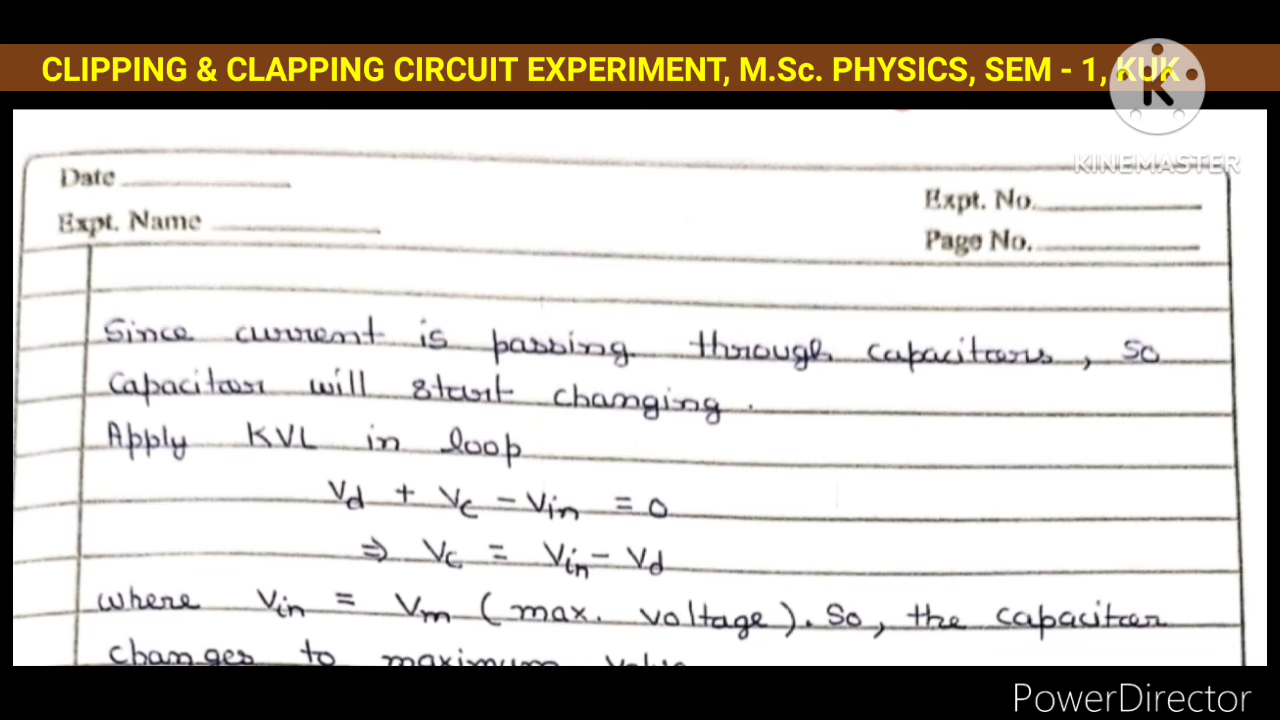 CLIPPING & CLAPPING CIRCUIT EXPERIMENT, M.Sc. PHYSICS, SEM - 1, KUK
K
KINEMASTER
Date
Expt. No.
Expt. Name
Page No.
Since current is passing through capacitors, so
capacitor will start changing.
Apply KVL in loop
Vd + Vc - Vin = 0
⇒ Vc = Vin - Vd
where Vin = Vm (max. voltage). So, the capacitor
changes to maximum value
PowerDirector